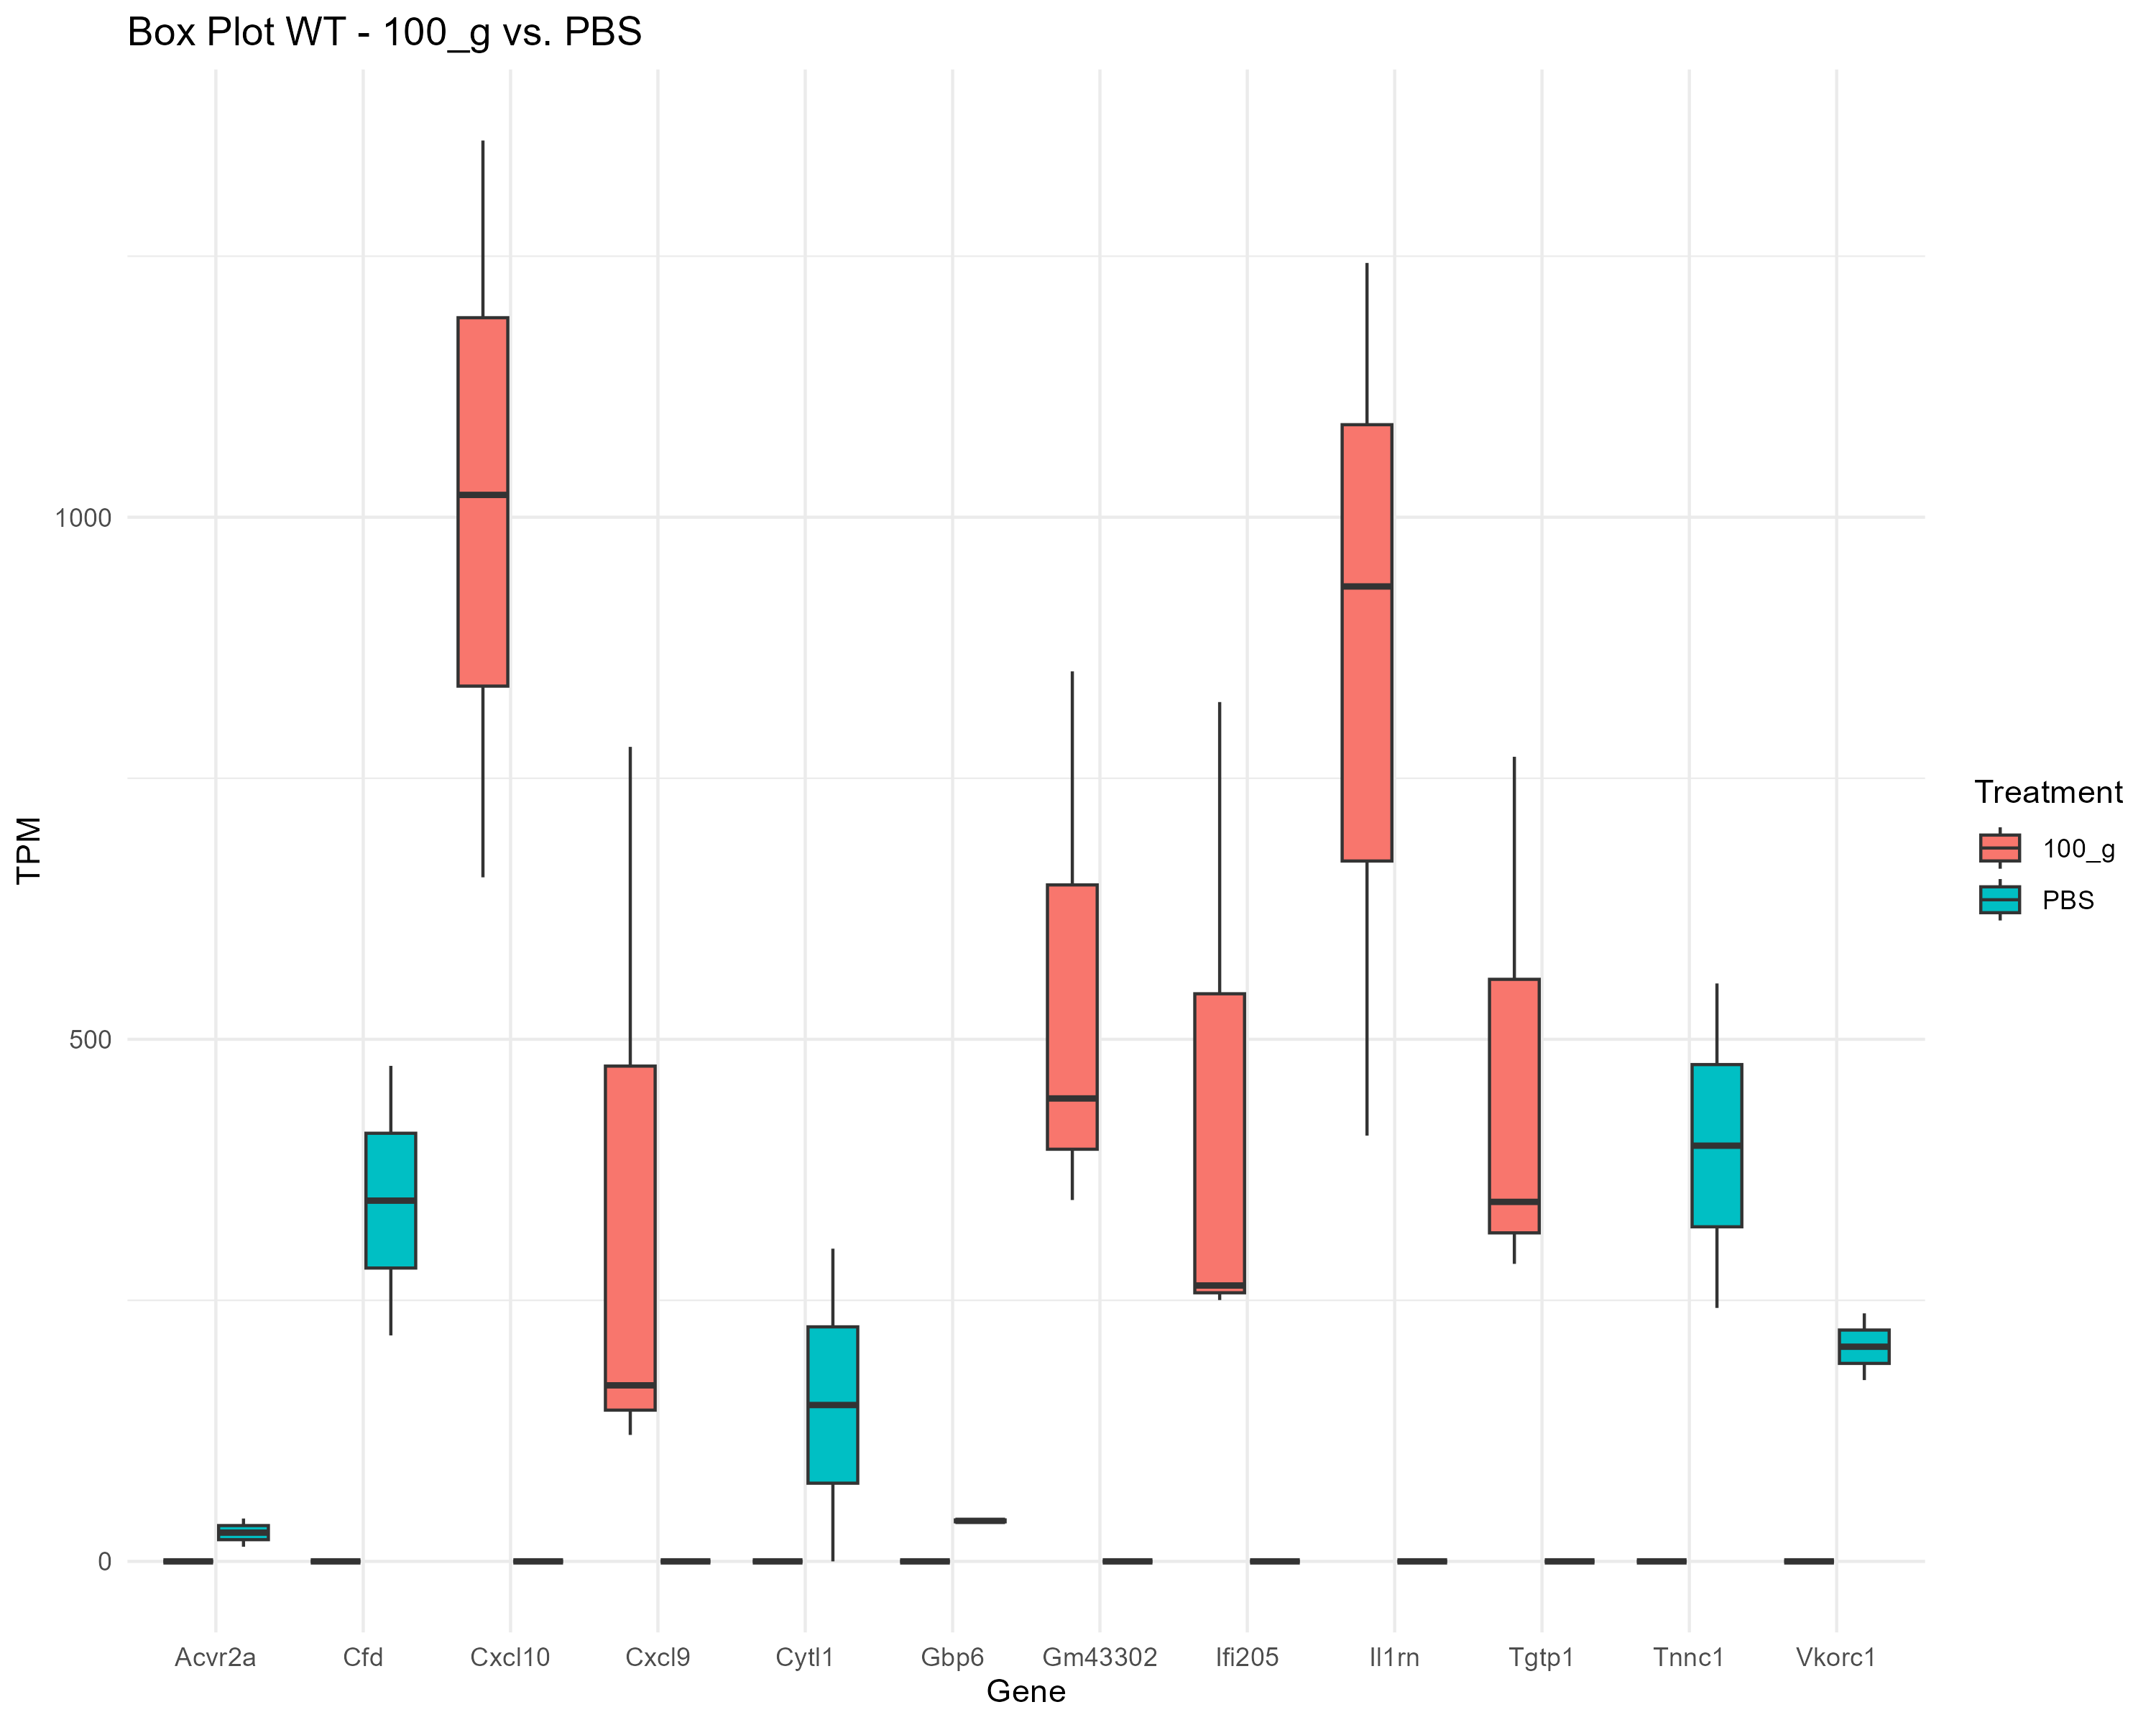 Box Plot WT - 100_g vs. PBS
1000
500
0
TPM
Acvr2a Cfd Cxcl10 Cxcl9 Cytl1 Gbp6 Gm43302 Ifi205 Il1rn Tgtp1 Tnnc1 Vkorc1
Gene
Treatment
100_g
PBS